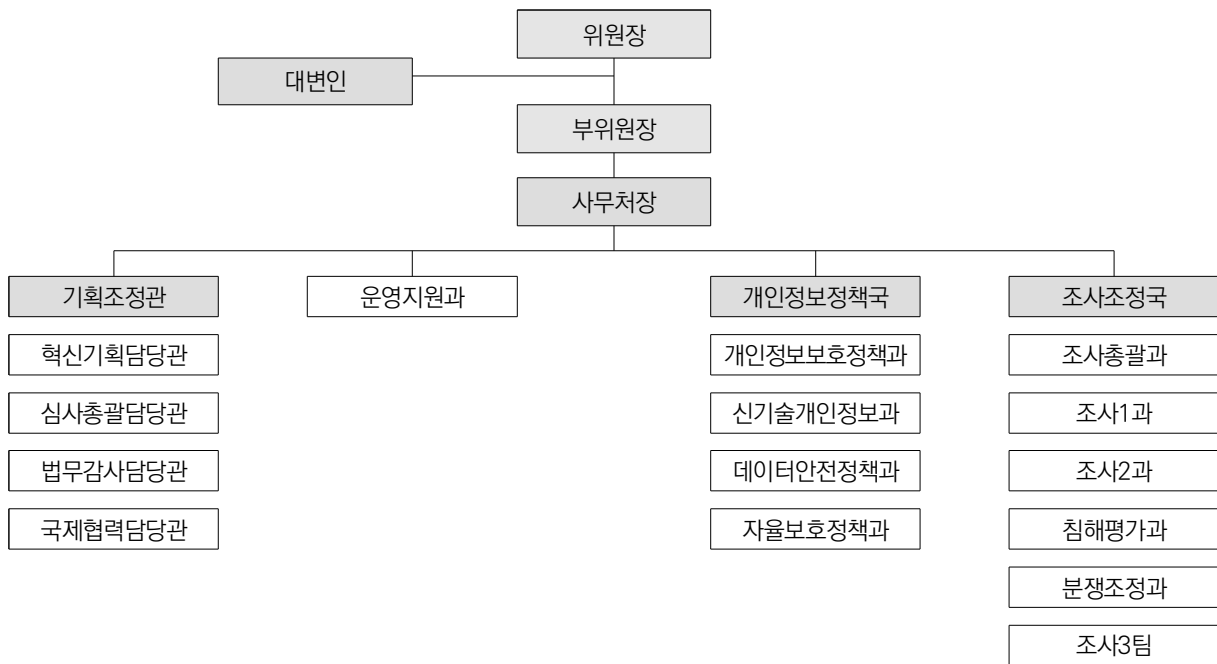 위원장
대변인
부위원장
사무처장
기획조정관
운영지원과
개인정보정책국
조사조정국
혁신기획담당관
개인정보보호정책과
조사총괄과
심사총괄담당관
신기술개인정보과
조사1과
법무감사담당관
데이터안전정책과
조사2과
국제협력담당관
자율보호정책과
침해평가과
분쟁조정과
조사3팀